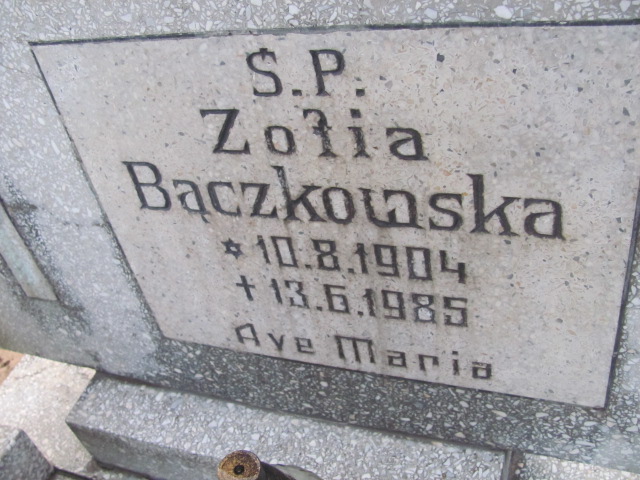 Ś.P.
Zofia
Bączkowska
* 10.8.1904
✝ 13.6.1985
Ave Maria